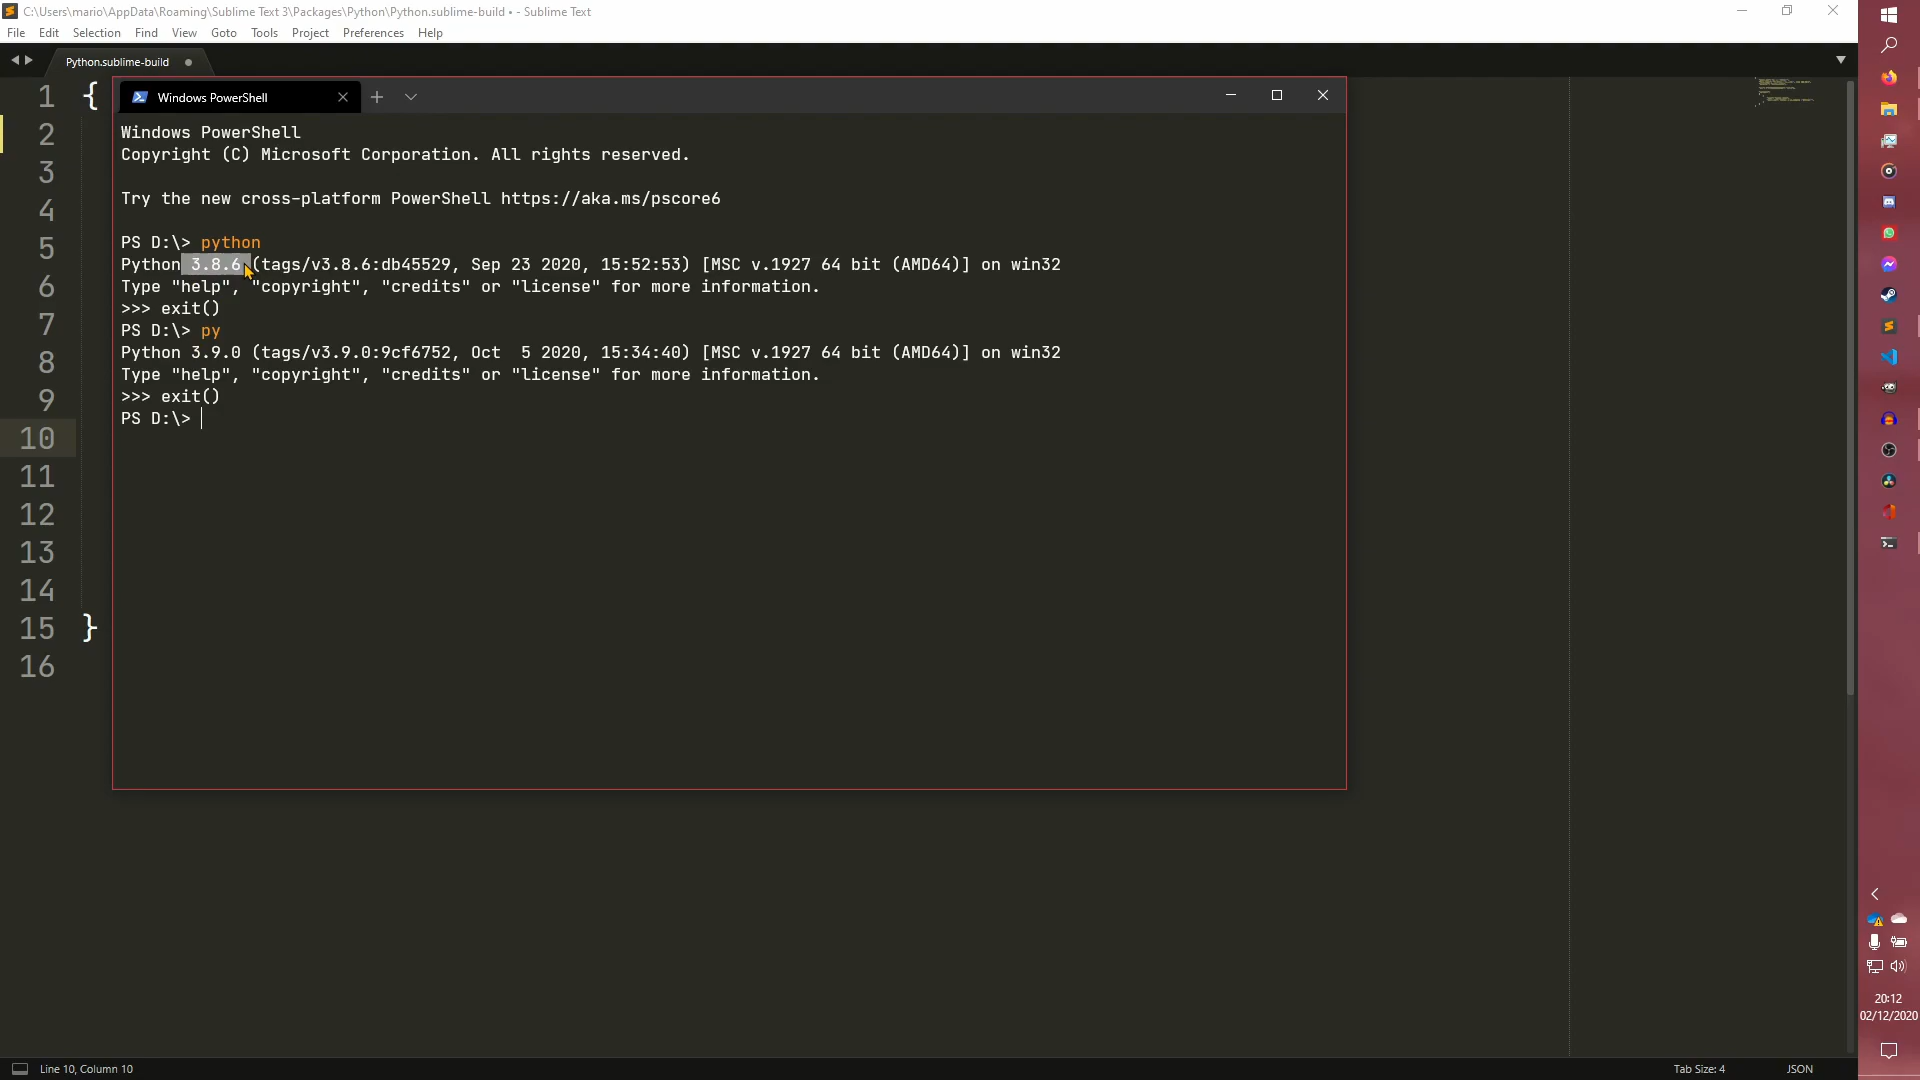 C:\Users\mario\AppData\Roaming\Sublime Text 3\Packages\Python\Python.sublime-build • - Sublime Text
File Edit Selection Find View Goto Tools Project Preferences Help
Python.sublime-build
1 {
2
3
4
5
6
7
8
9
10
11
12
13
14
15 }
16
Windows PowerShell
Windows PowerShell
Copyright (C) Microsoft Corporation. All rights reserved.
Try the new cross-platform PowerShell https://aka.ms/pscore6
PS D:\> python
Python 3.8.6 (tags/v3.8.6:db45529, Sep 23 2020, 15:52:53) [MSC v.1927 64 bit (AMD64)] on win32
Type "help", "copyright", "credits" or "license" for more information.
>>> exit()
PS D:\> py
Python 3.9.0 (tags/v3.9.0:9cf6752, Oct  5 2020, 15:34:40) [MSC v.1927 64 bit (AMD64)] on win32
Type "help", "copyright", "credits" or "license" for more information.
>>> exit()
PS D:\>
20:12
02/12/2020
Line 10, Column 10
Tab Size: 4
JSON